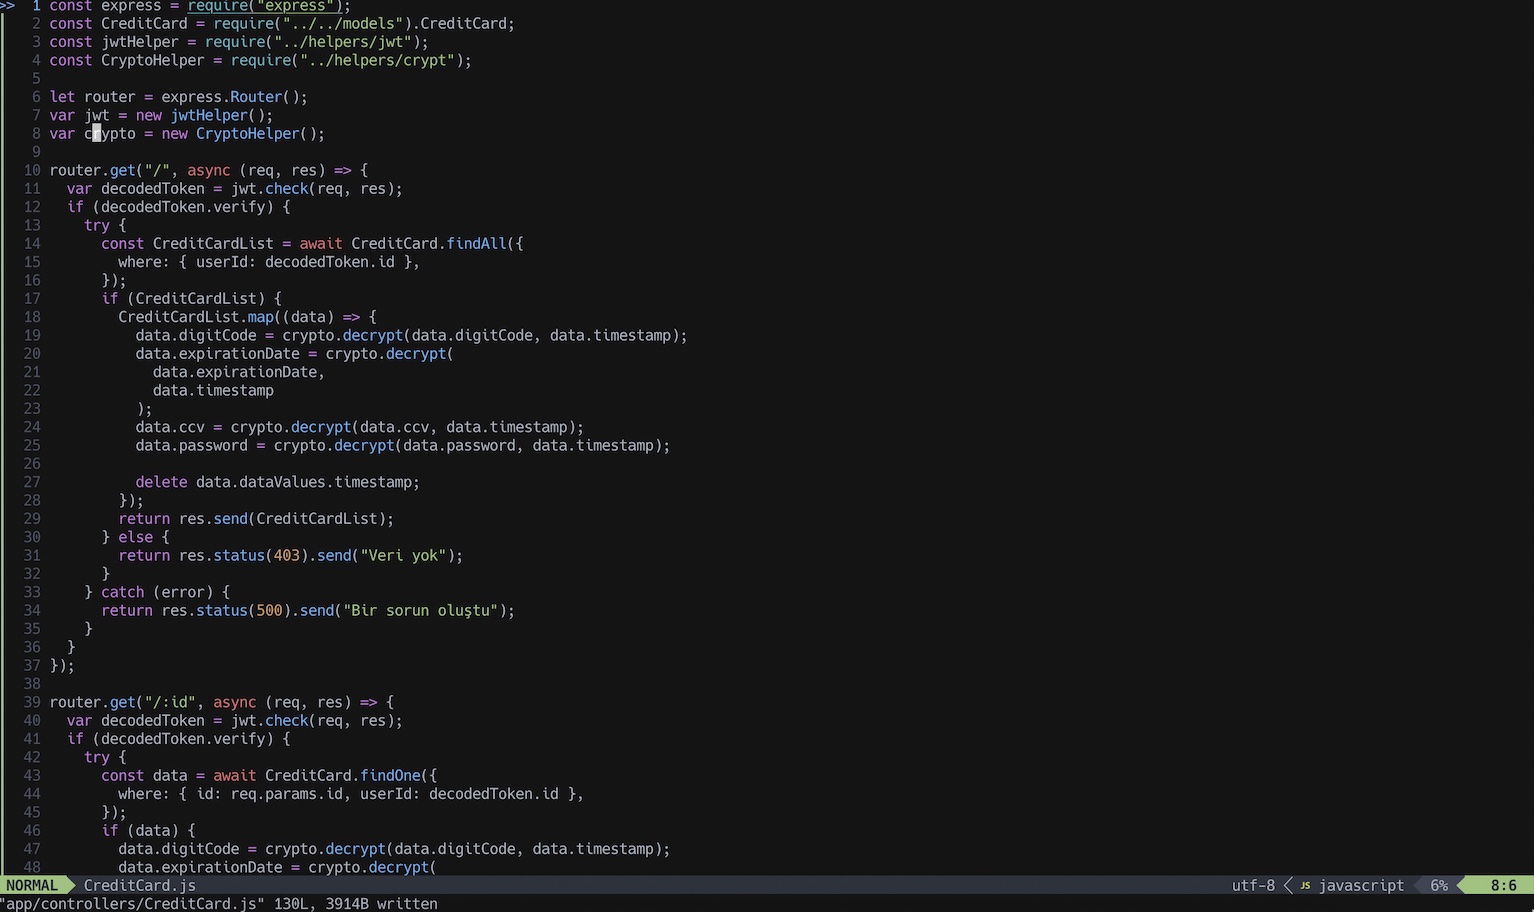 >> 1 const express = require("express");
2 const CreditCard = require("../../models").CreditCard;
3 const jwtHelper = require("../helpers/jwt");
4 const CryptoHelper = require("../helpers/crypt");
5
6 let router = express.Router();
7 var jwt = new jwtHelper();
8 var crypto = new CryptoHelper();
9
10 router.get("/", async (req, res) => {
11   var decodedToken = jwt.check(req, res);
12   if (decodedToken.verify) {
13     try {
14       const CreditCardList = await CreditCard.findAll({
15         where: { userId: decodedToken.id },
16       });
17       if (CreditCardList) {
18         CreditCardList.map((data) => {
19           data.digitCode = crypto.decrypt(data.digitCode, data.timestamp);
20           data.expirationDate = crypto.decrypt(
21             data.expirationDate,
22             data.timestamp
23           );
24           data.ccv = crypto.decrypt(data.ccv, data.timestamp);
25           data.password = crypto.decrypt(data.password, data.timestamp);
26
27           delete data.dataValues.timestamp;
28         });
29         return res.send(CreditCardList);
30       } else {
31         return res.status(403).send("Veri yok");
32       }
33     } catch (error) {
34       return res.status(500).send("Bir sorun oluştu");
35     }
36   }
37 });
38
39 router.get("/:id", async (req, res) => {
40   var decodedToken = jwt.check(req, res);
41   if (decodedToken.verify) {
42     try {
43       const data = await CreditCard.findOne({
44         where: { id: req.params.id, userId: decodedToken.id },
45       });
46       if (data) {
47         data.digitCode = crypto.decrypt(data.digitCode, data.timestamp);
48         data.expirationDate = crypto.decrypt(
NORMAL CreditCard.js utf-8 JS javascript 6% 8:6
"app/controllers/CreditCard.js" 130L, 3914B written